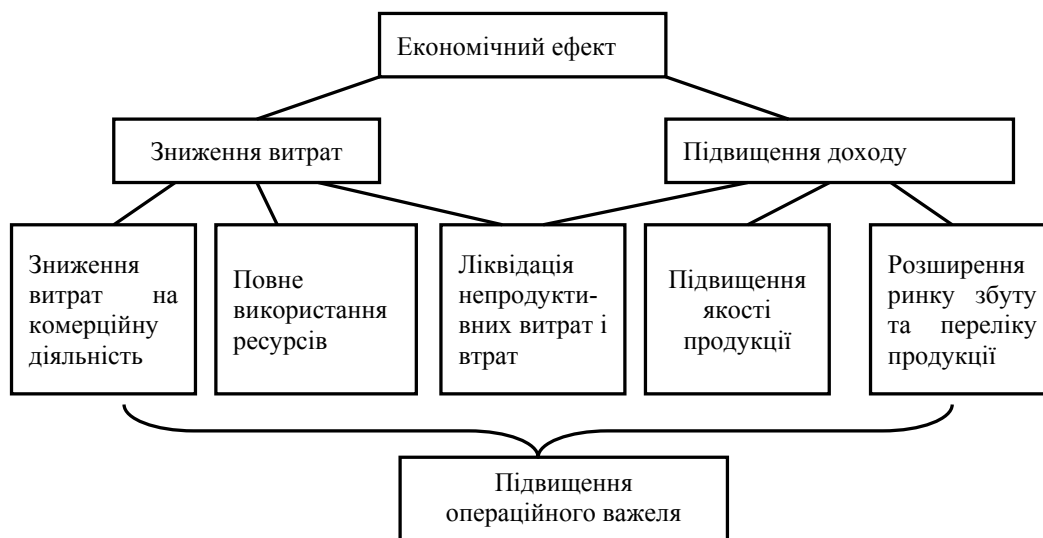 Економічний ефект
Зниження витрат
Підвищення доходу
Зниження
витрат на
комерційну
діяльність
Повне
використання
ресурсів
Ліквідація
непродукти-
вних витрат і
втрат
Підвищення
якості
продукції
Розширення
ринку збуту
та переліку
продукції
Підвищення
операційного важеля